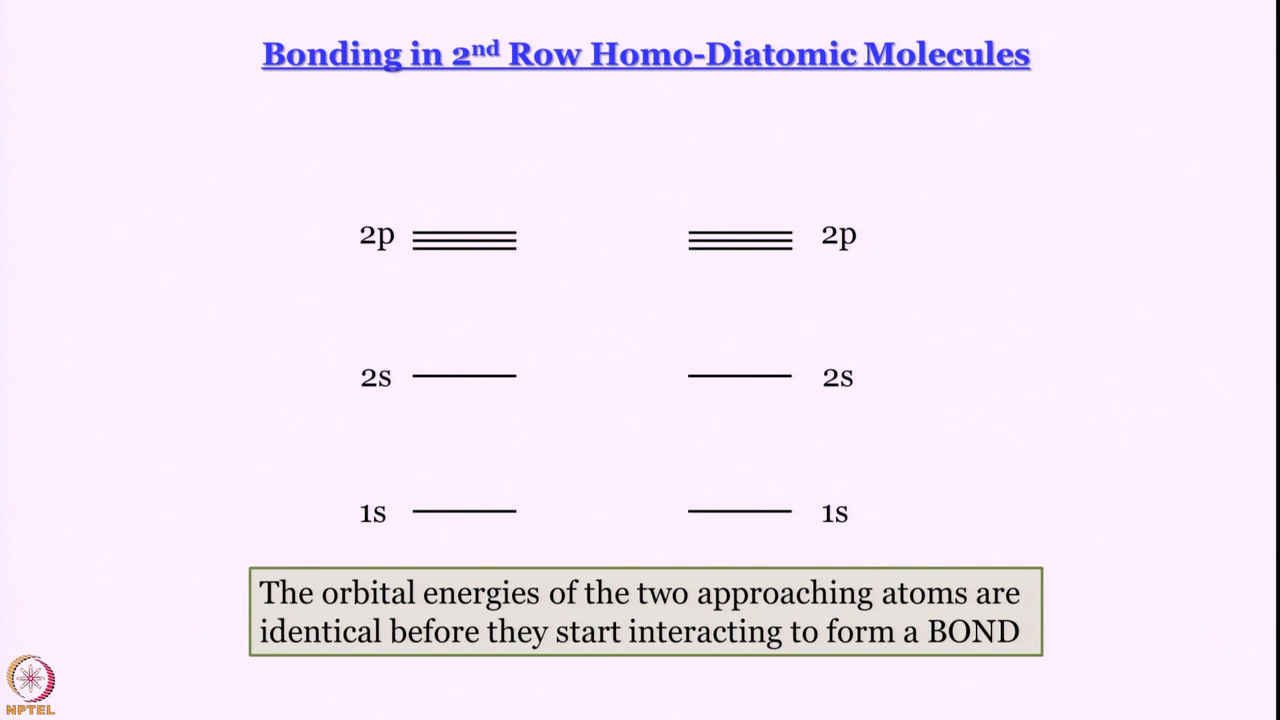 Bonding in 2nd Row Homo-Diatomic Molecules
2p 2p
2s 2s
1s 1s
The orbital energies of the two approaching atoms are
identical before they start interacting to form a BOND
NPTEL